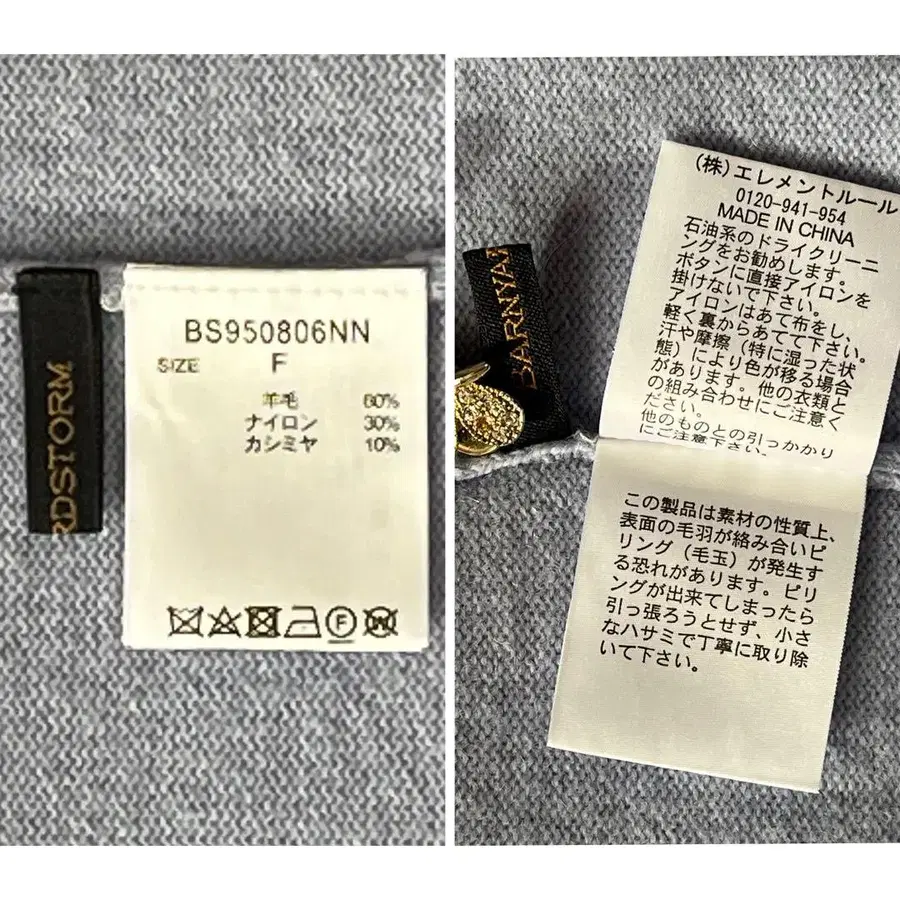 RDSTORM
BS950806NN
SIZE F
羊毛 60%
ナイロン 30%
カシミヤ 10%
F
W
BARNYAR
(株)エレメントルール
0120-941-954
MADE IN CHINA
石油系のドライクリーニ
ングをお勧めします。
ボタンに直接アイロンを
掛けないで下さい。
アイロンはあて布をし、
軽く裏からあてて下さい。
汗や摩擦(特に湿った状
態)により色が移る場合
があります。他の衣類と
の組み合わせにご注意く
ださい。
他のものとの引っかかり
にご注意下さい。
この製品は素材の性質上、
表面の毛羽が絡み合いピ
リング(毛玉)が発生す
る恐れがあります。ピリ
ングが出来てしまったら
引っ張ろうとせず、小さ
なハサミで丁寧に取り除
いて下さい。